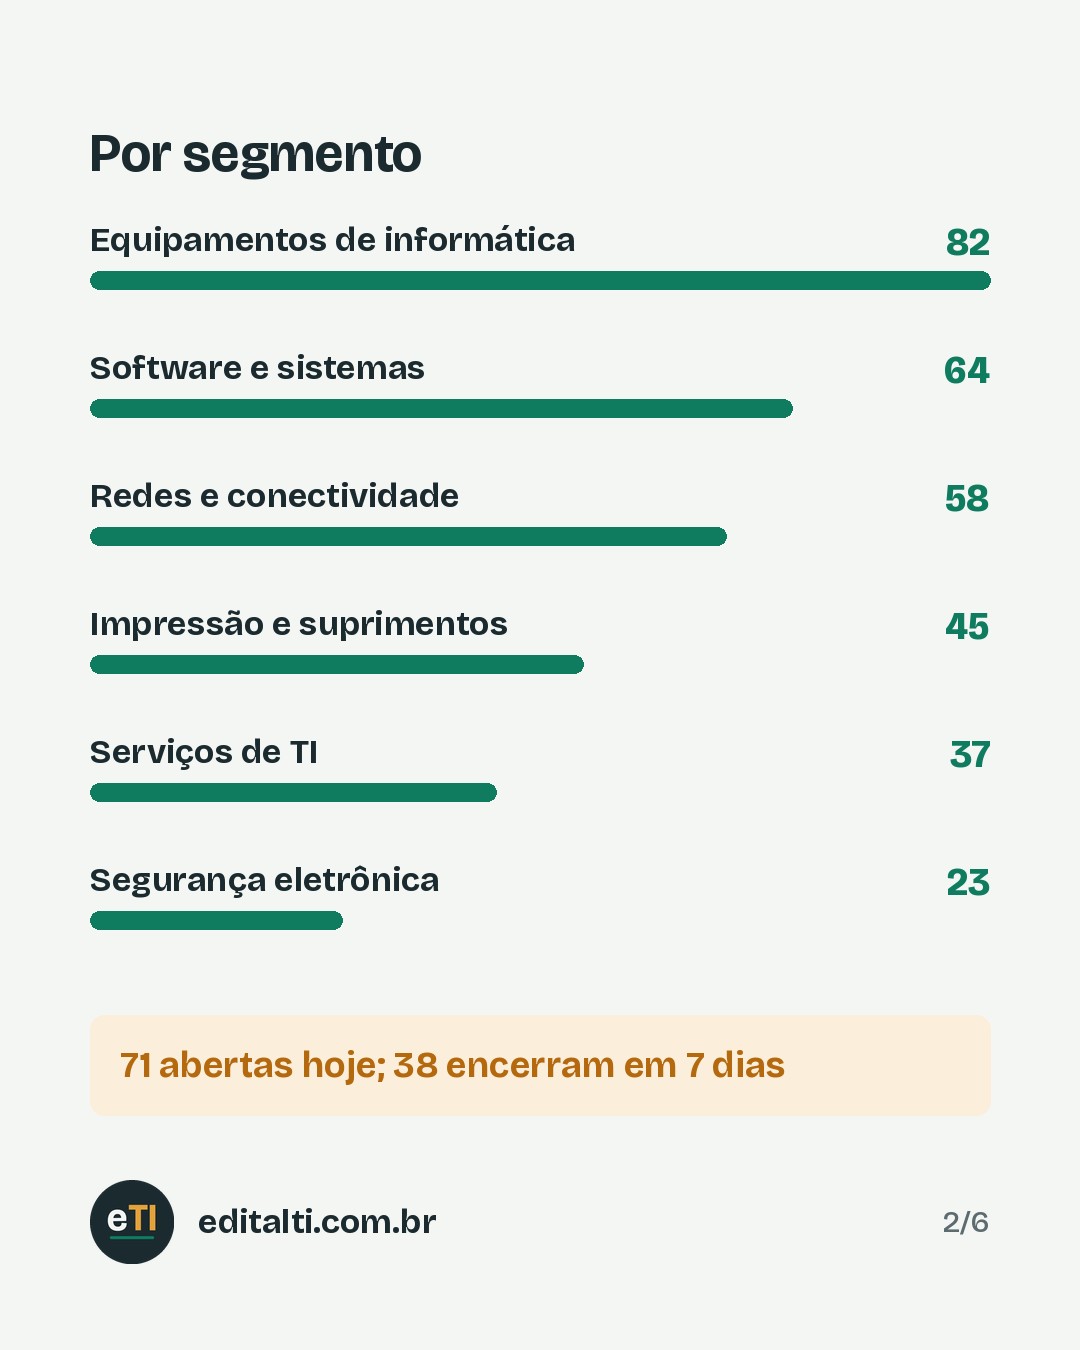 Por segmento
Equipamentos de informática 82
Software e sistemas 64
Redes e conectividade 58
Impressão e suprimentos 45
Serviços de TI 37
Segurança eletrônica 23
71 abertas hoje; 38 encerram em 7 dias
eTI editalti.com.br 2/6